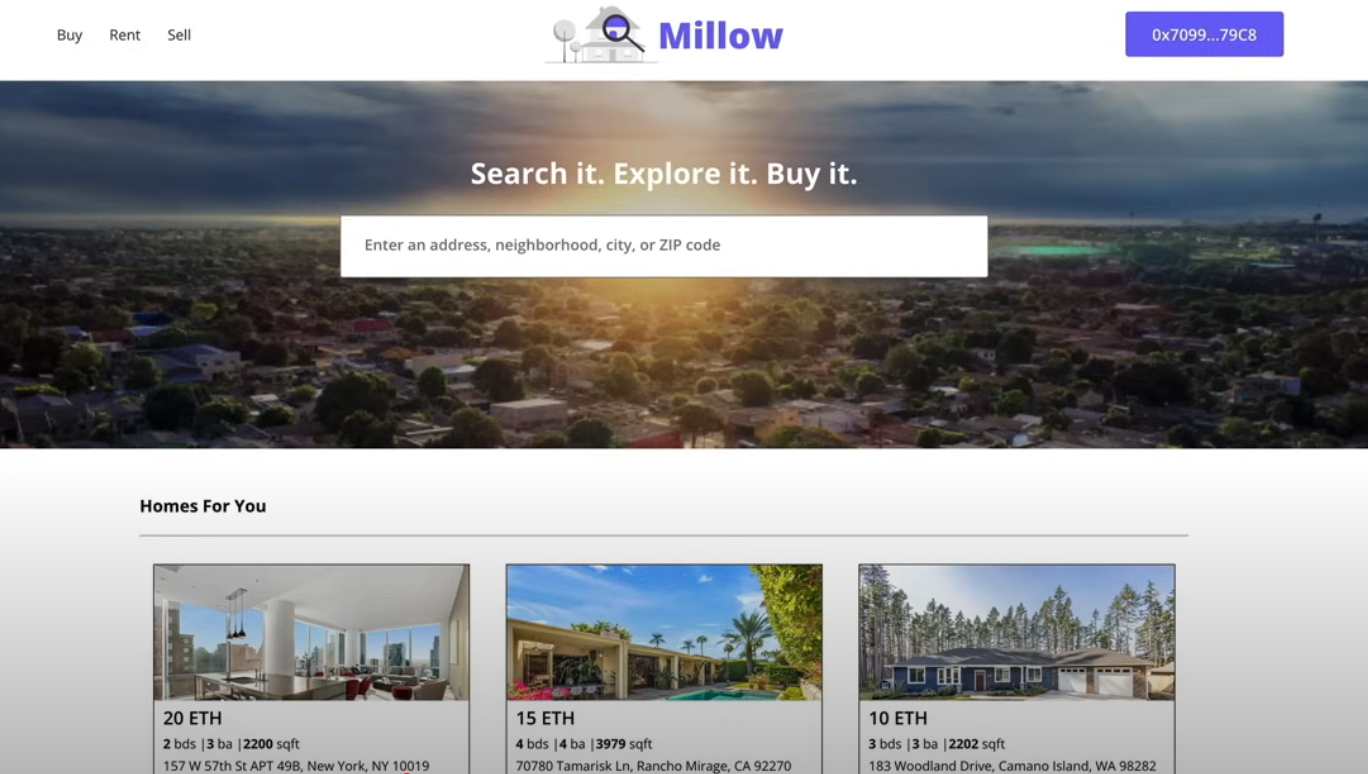 Buy Rent Sell
Millow
0x7099...79C8
Search it. Explore it. Buy it.
Enter an address, neighborhood, city, or ZIP code
Homes For You
20 ETH
2 bds |3 ba |2200 sqft
157 W 57th St APT 49B, New York, NY 10019
15 ETH
4 bds |4 ba |3979 sqft
70780 Tamarisk Ln, Rancho Mirage, CA 92270
10 ETH
3 bds |3 ba |2202 sqft
183 Woodland Drive, Camano Island, WA 98282